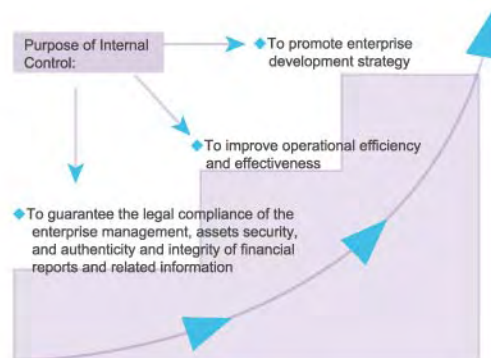 Purpose of Internal
Control:
◆To promote enterprise
development strategy
◆To improve operational efficiency
and effectiveness
◆To guarantee the legal compliance of the
enterprise management, assets security,
and authenticity and integrity of financial
reports and related information